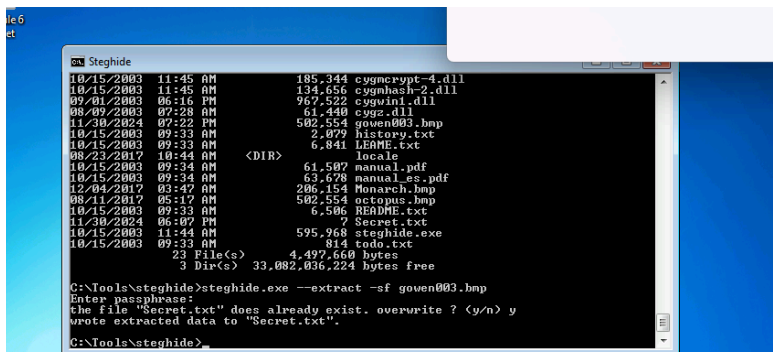 le 6
et
Steghide
10/15/2003 11:45 AM 185,344 cygmcrypt-4.dll
10/15/2003 11:45 AM 134,656 cygmhash-2.dll
09/01/2003 06:16 PM 967,522 cygwin1.dll
08/09/2003 07:28 AM 61,440 cygz.dll
11/30/2024 07:22 PM 502,554 gowen003.bmp
10/15/2003 09:33 AM 2,079 history.txt
10/15/2003 09:33 AM 6,841 LEAME.txt
08/23/2017 10:44 AM <DIR> locale
10/15/2003 09:34 AM 61,507 manual.pdf
10/15/2003 09:34 AM 63,678 manual_es.pdf
12/04/2017 03:47 AM 206,154 Monarch.bmp
08/11/2017 05:17 AM 502,554 octopus.bmp
10/15/2003 09:33 AM 6,506 README.txt
11/30/2024 06:07 PM 7 Secret.txt
10/15/2003 11:44 AM 595,968 steghide.exe
10/15/2003 09:33 AM 814 todo.txt
23 File(s) 4,497,660 bytes
3 Dir(s) 33,082,036,224 bytes free
C:\Tools\steghide>steghide.exe --extract -sf gowen003.bmp
Enter passphrase:
the file "Secret.txt" does already exist. overwrite ? (y/n) y
wrote extracted data to "Secret.txt".
C:\Tools\steghide>_